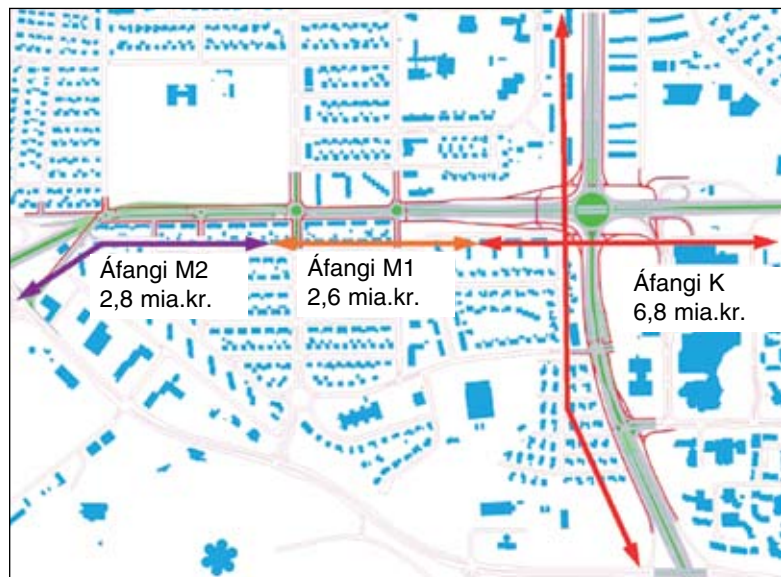 Áfangi M2
2,8 mia.kr.
Áfangi M1
2,6 mia.kr.
Áfangi K
6,8 mia.kr.